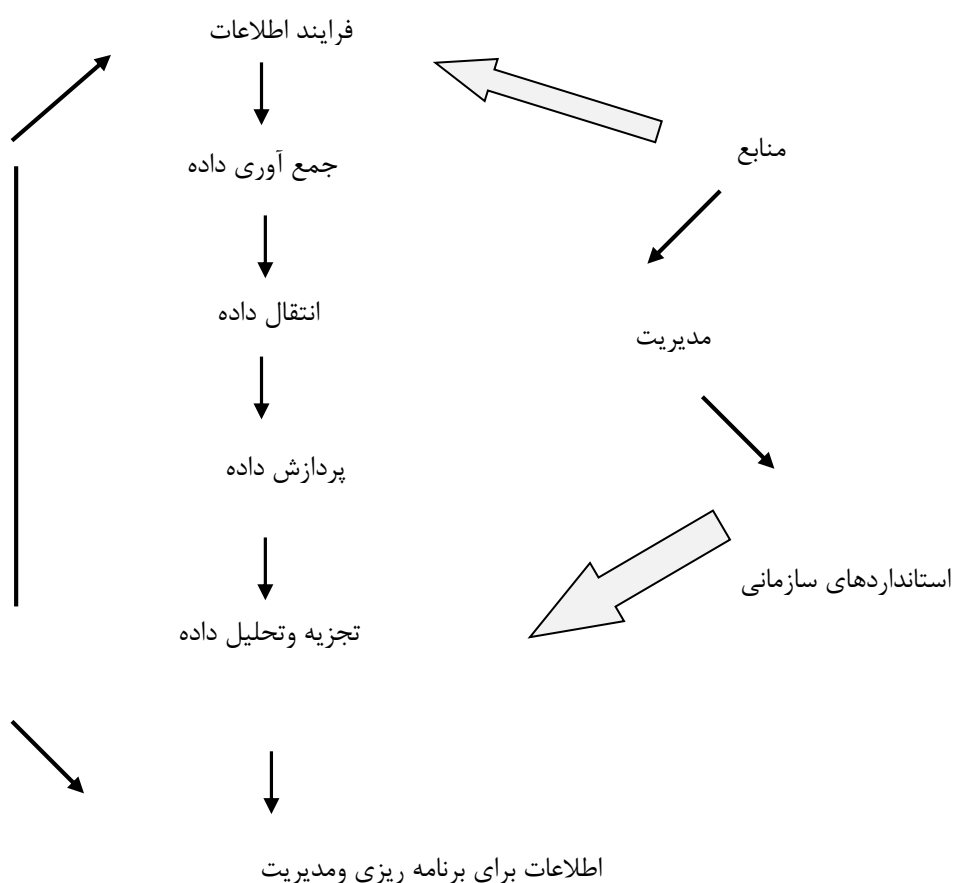 فرایند اطلاعات
منابع
جمع آوری داده
انتقال داده
مدیریت
پردازش داده
استانداردهای سازمانی
تجزیه وتحلیل داده
اطلاعات برای برنامه ریزی ومدیریت